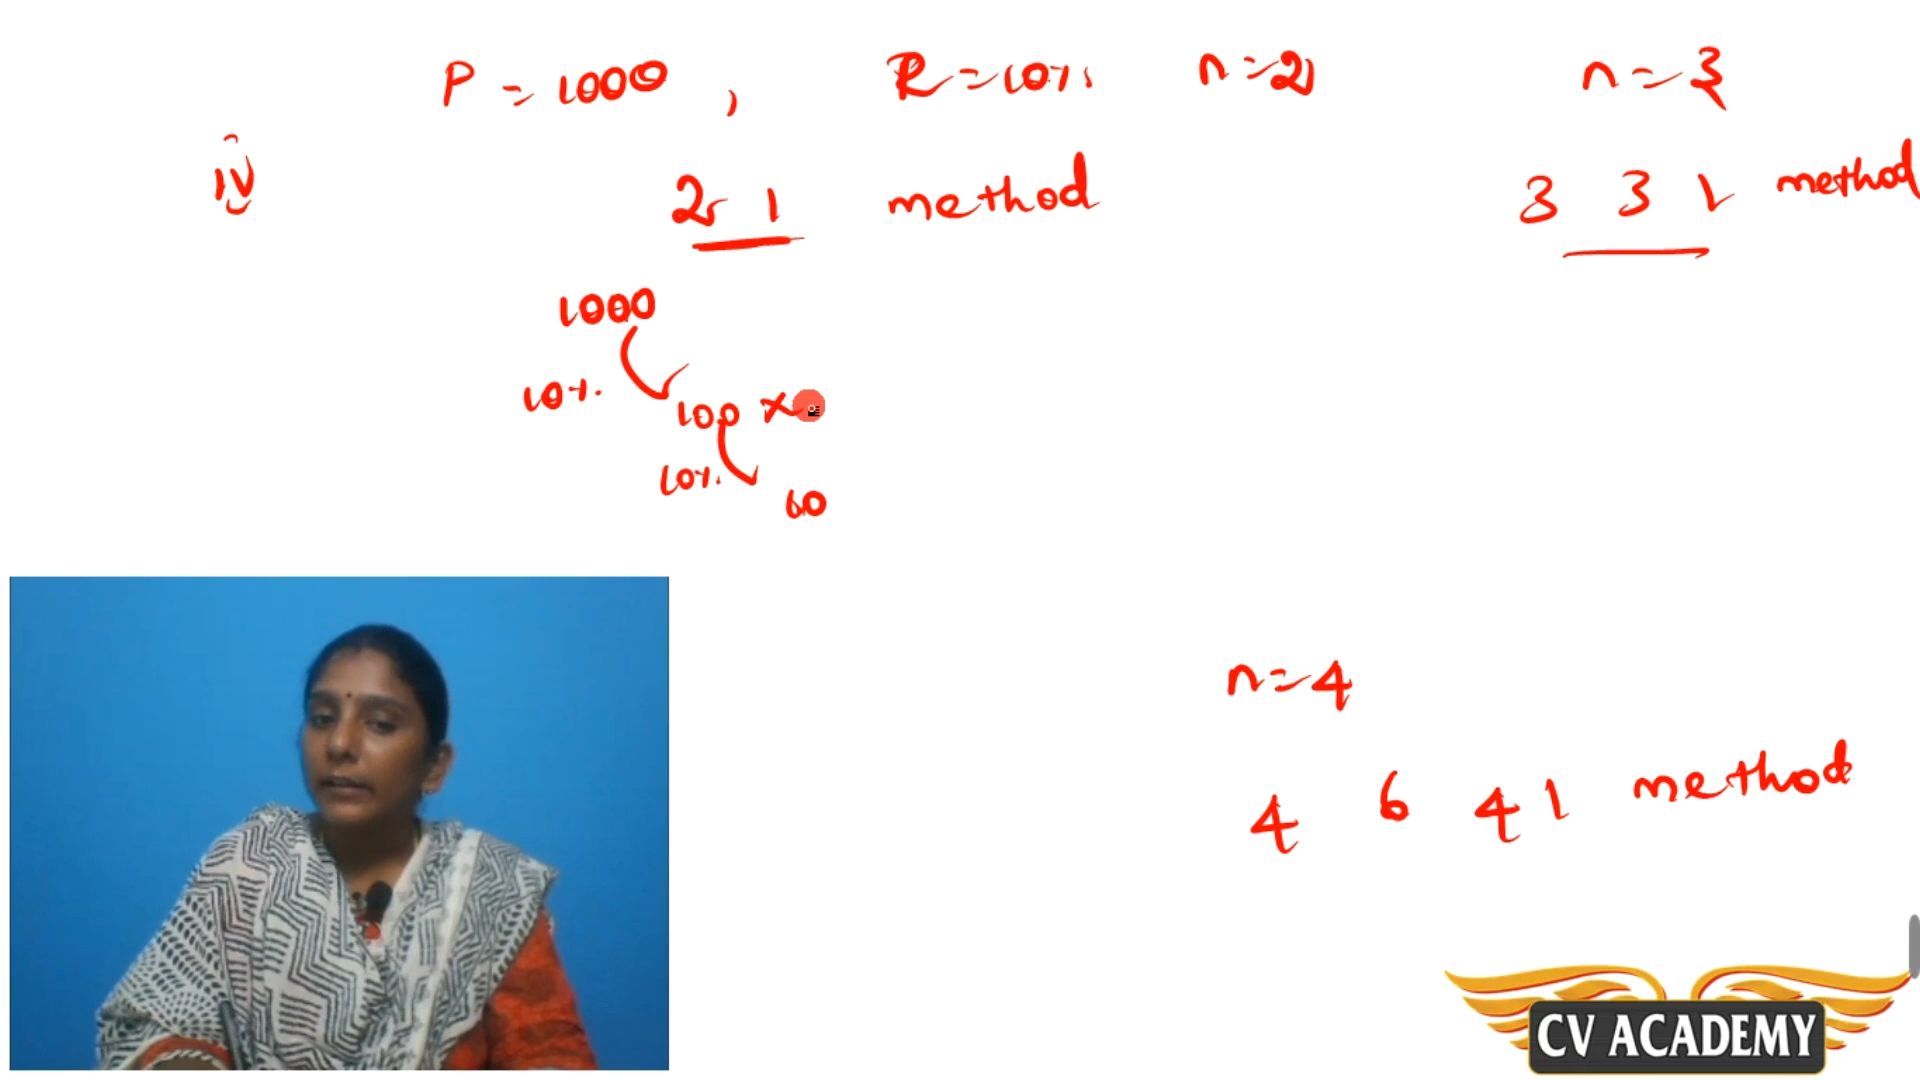 P = 1000 , R = 10% n = 2 n = 3
iv 2 1 method 3 3 1 method
1000
10% 100 ×
10% 10
n = 4
4 6 4 1 method
CV ACADEMY